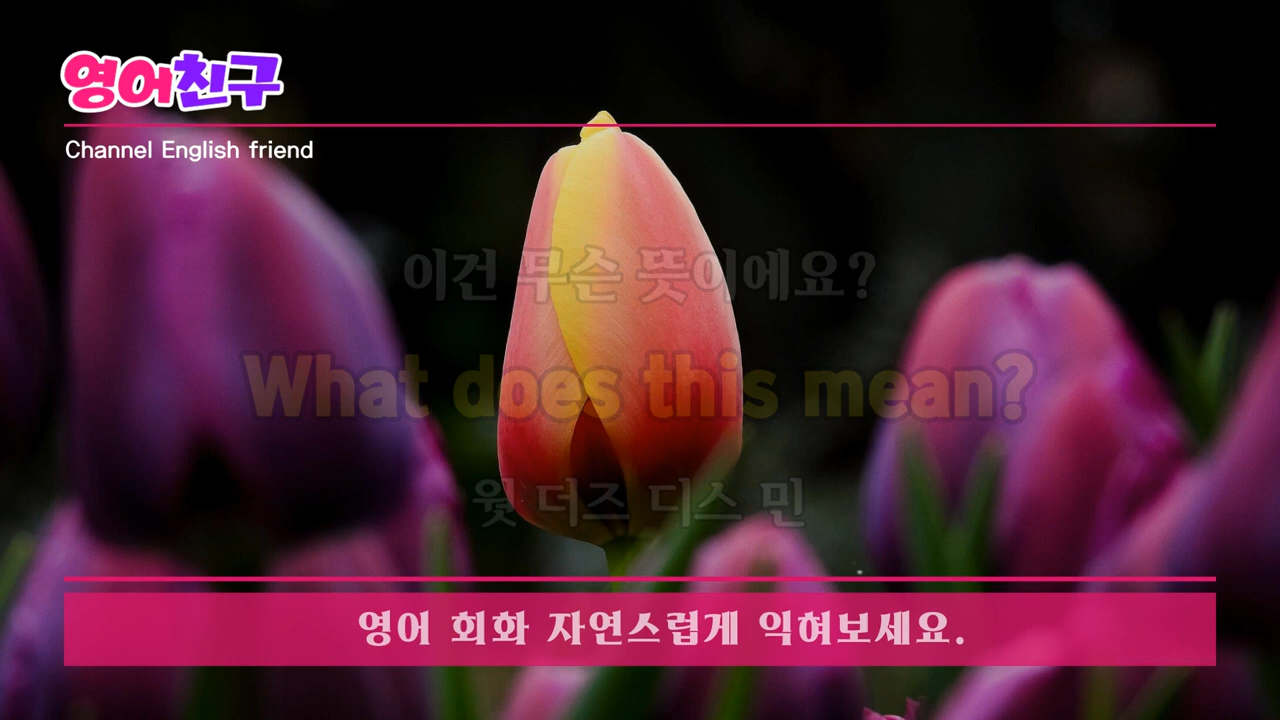 영어친구
Channel English friend
이건 무슨 뜻이에요?
What does this mean?
웟 더즈 디스 민
영어 회화 자연스럽게 익혀보세요.